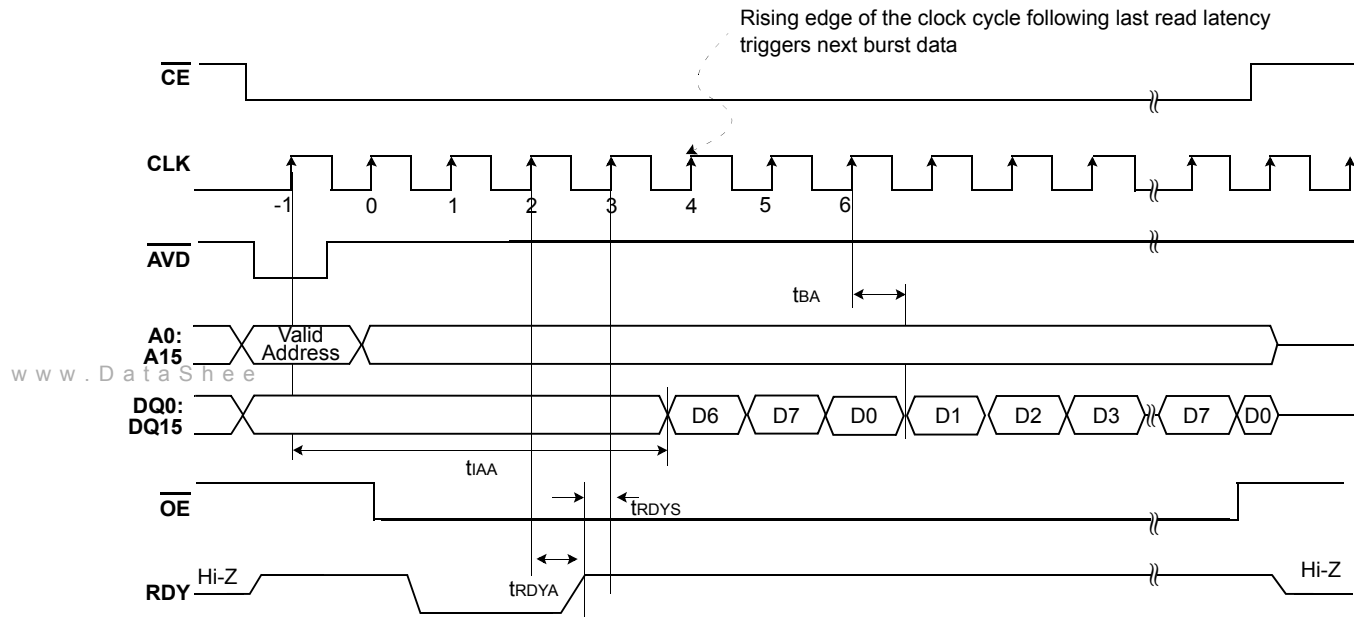 Rising edge of the clock cycle following last read latency
triggers next burst data
CE
CLK
-1 0 1 2 3 4 5 6
AVD
tBA
A0:
A15
Valid
Address
www.DataShee
DQ0:
DQ15
D6 D7 D0 D1 D2 D3 D7 D0
tIAA
OE
tRDYS
Hi-Z
RDY
tRDYA
Hi-Z